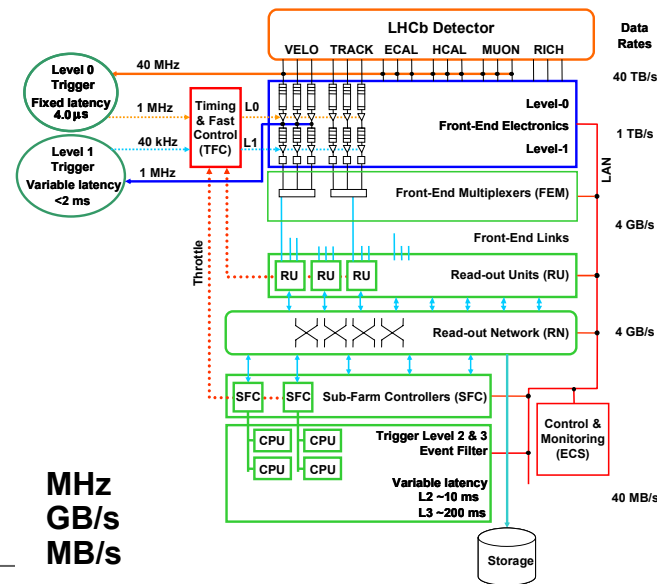 LHCb Detector
Data
Rates
VELO TRACK ECAL HCAL MUON RICH
40 MHz
40 TB/s
Level 0
Trigger
Fixed latency
4.0 µs
1 MHz
Timing
& Fast
Control
(TFC)
L0
L1
40 kHz
Level 1
Trigger
Variable latency
<2 ms
1 MHz
Level-0
Front-End Electronics
Level-1
1 TB/s
LAN
Front-End Multiplexers (FEM)
4 GB/s
Front-End Links
Throttle
RU RU RU
Read-out Units (RU)
Read-out Network (RN)
4 GB/s
SFC SFC
Sub-Farm Controllers (SFC)
Control &
Monitoring
(ECS)
CPU CPU
CPU CPU
Trigger Level 2 & 3
Event Filter
Variable latency
L2 ~10 ms
L3 ~200 ms
40 MB/s
Storage
MHz
GB/s
MB/s